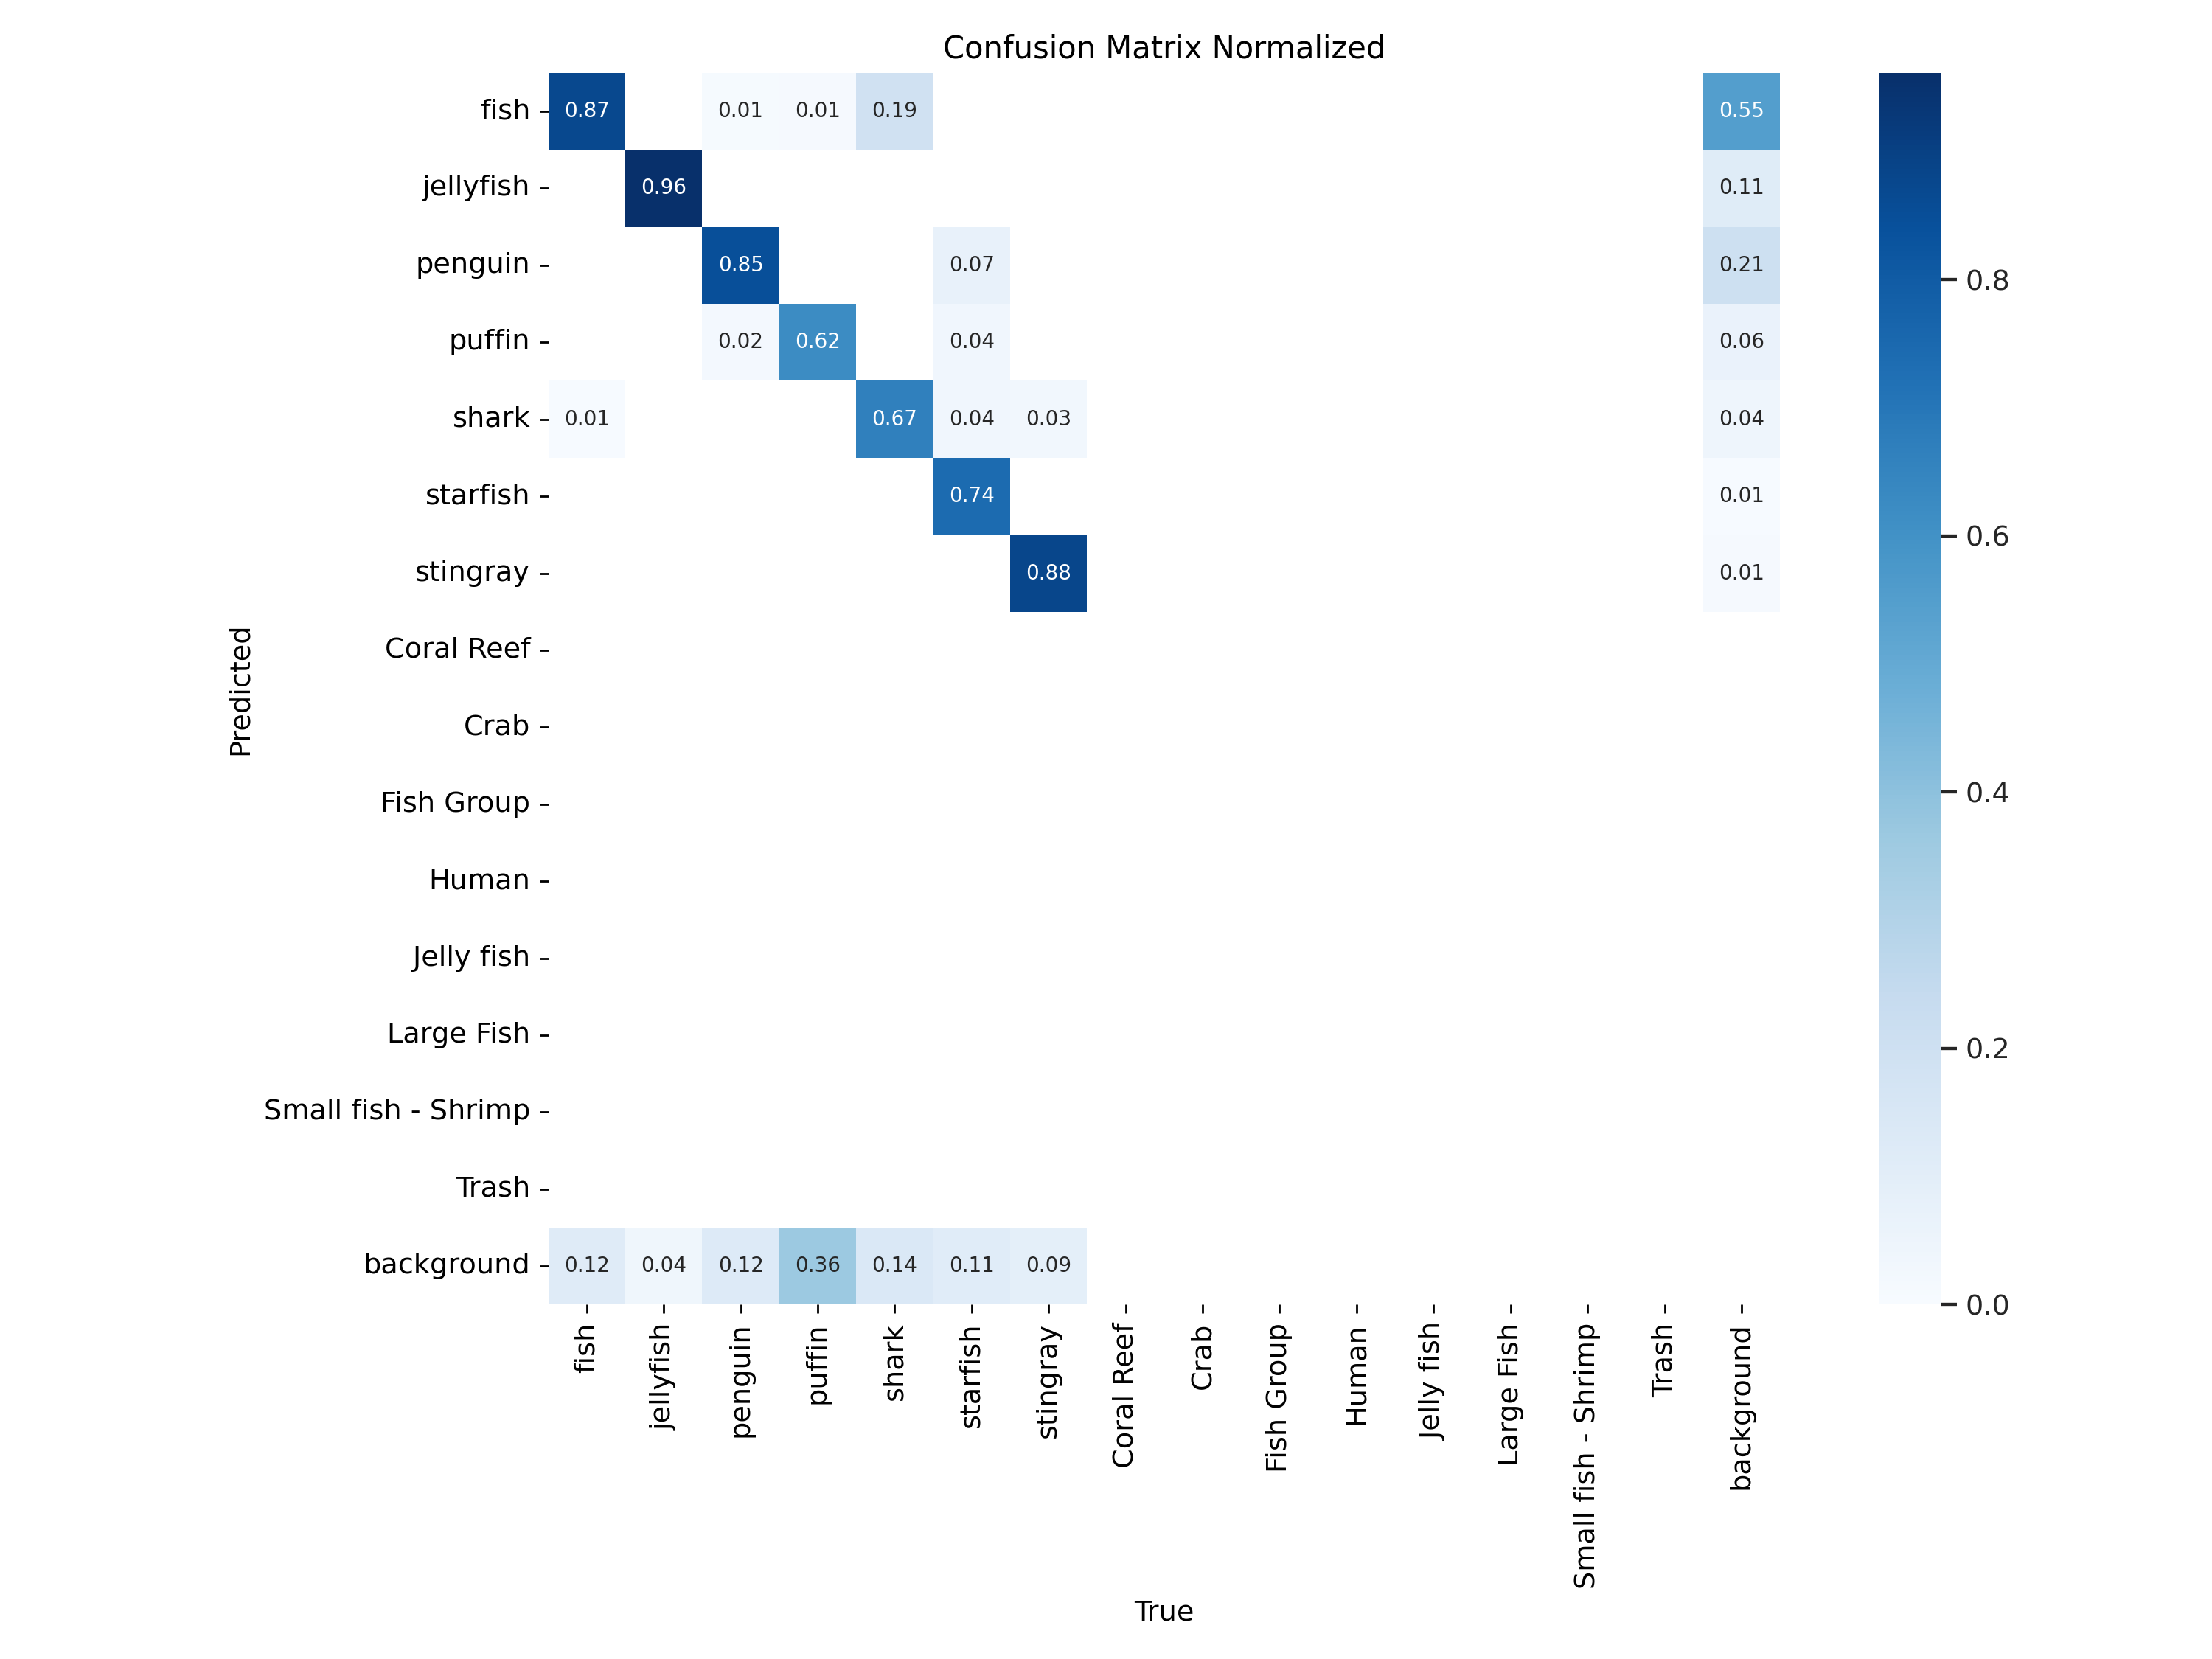 Confusion Matrix Normalized
fish 0.87 0.01 0.01 0.19 0.55
jellyfish 0.96 0.11
penguin 0.85 0.07 0.21
0.8
puffin 0.02 0.62 0.04 0.06
shark 0.01 0.67 0.04 0.03 0.04
starfish 0.74 0.01
0.6
stingray 0.88 0.01
Coral Reef
Predicted
Crab
Fish Group
0.4
Human
Jelly fish
Large Fish
0.2
Small fish - Shrimp
Trash
background 0.12 0.04 0.12 0.36 0.14 0.11 0.09
0.0
fish jellyfish penguin puffin shark starfish stingray Coral Reef Crab Fish Group Human Jelly fish Large Fish Small fish - Shrimp Trash background
True